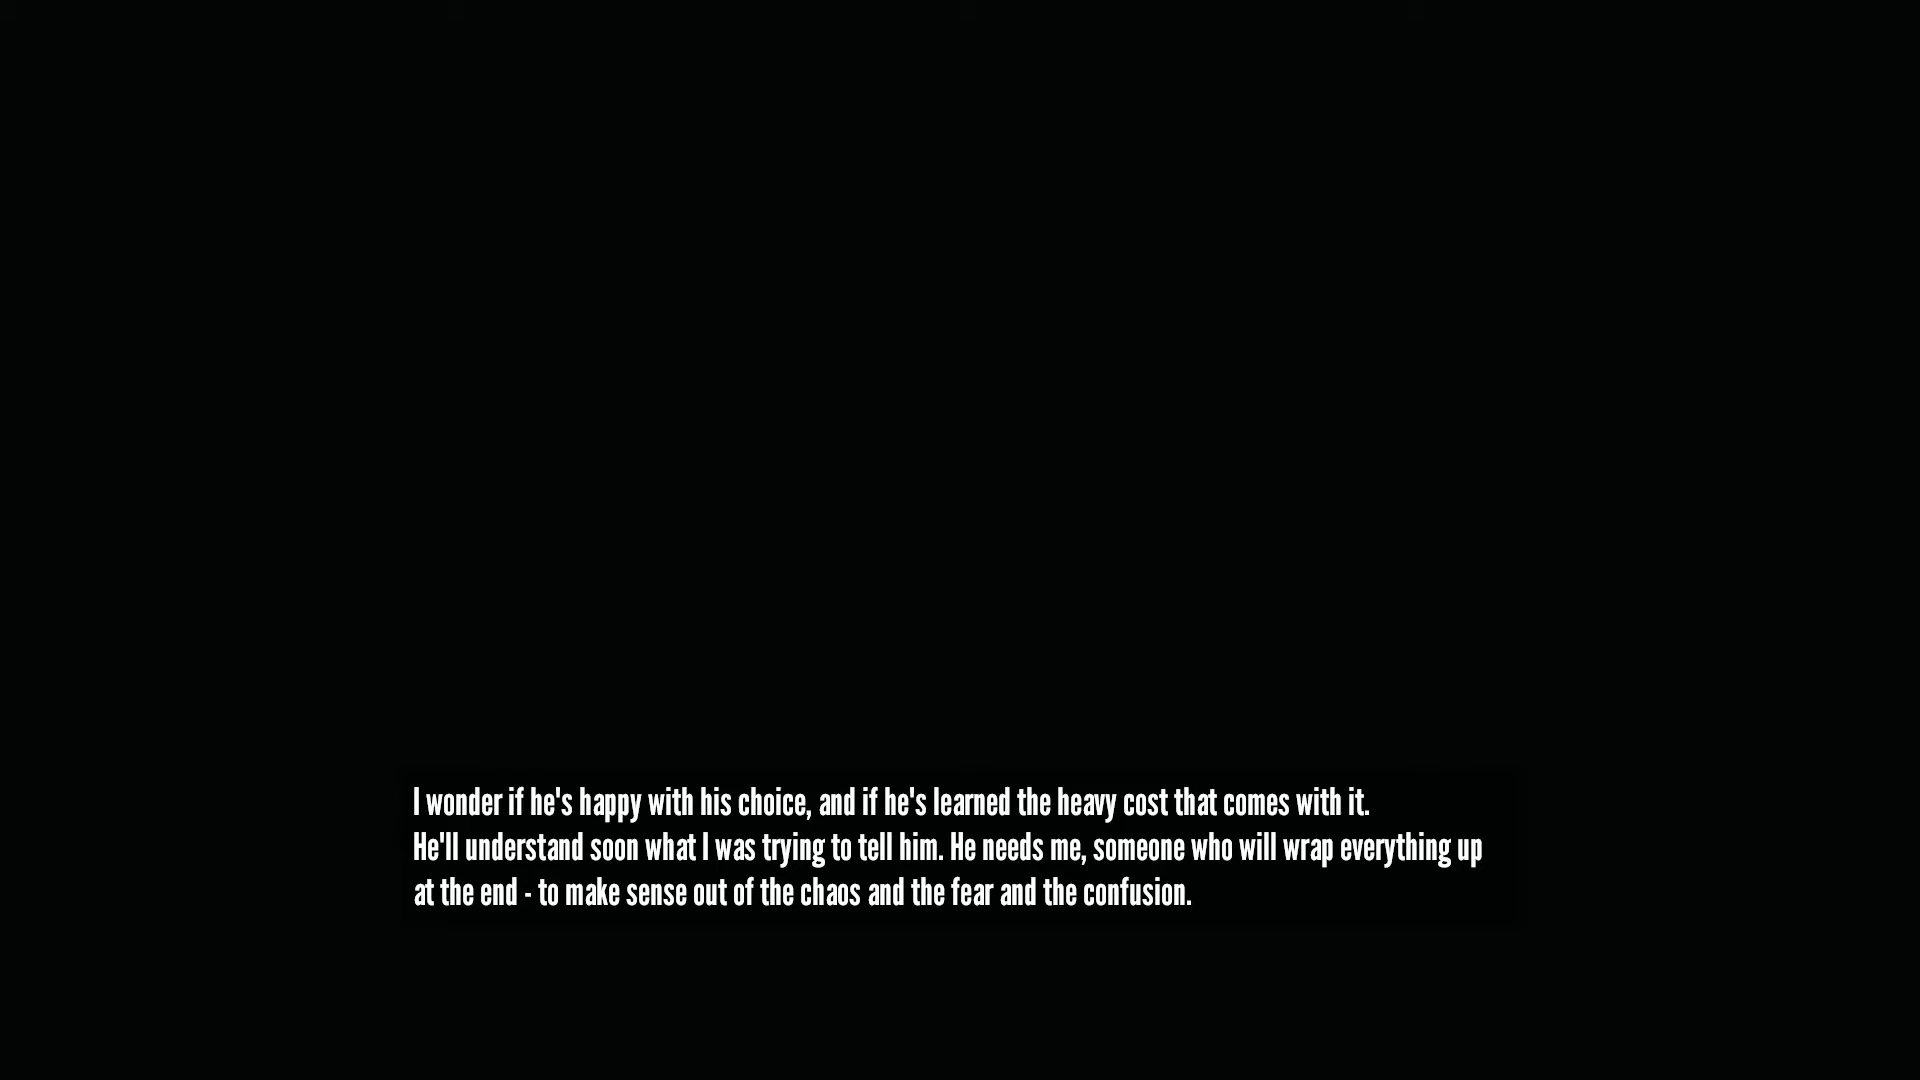 I wonder if he's happy with his choice, and if he's learned the heavy cost that comes with it.
He'll understand soon what I was trying to tell him. He needs me, someone who will wrap everything up
at the end - to make sense out of the chaos and the fear and the confusion.